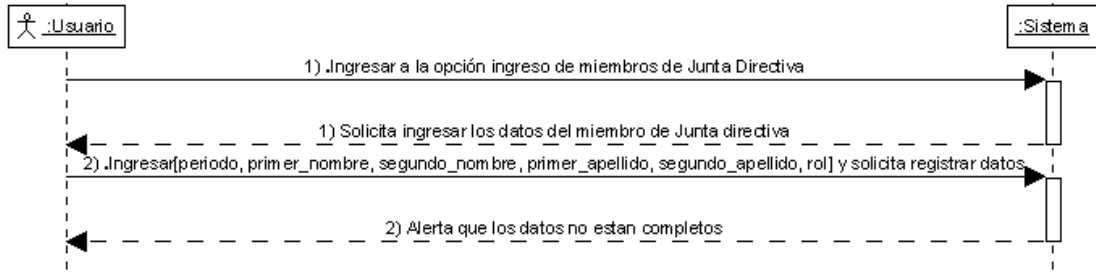 :Usuario
:Sistema
1) .Ingresar a la opción ingreso de miembros de Junta Directiva
1) Solicita ingresar los datos del miembro de Junta directiva
2) .Ingresar[periodo, primer_nombre, segundo_nombre, primer_apellido, segundo_apellido, rol] y solicita registrar datos
2) Alerta que los datos no estan completos